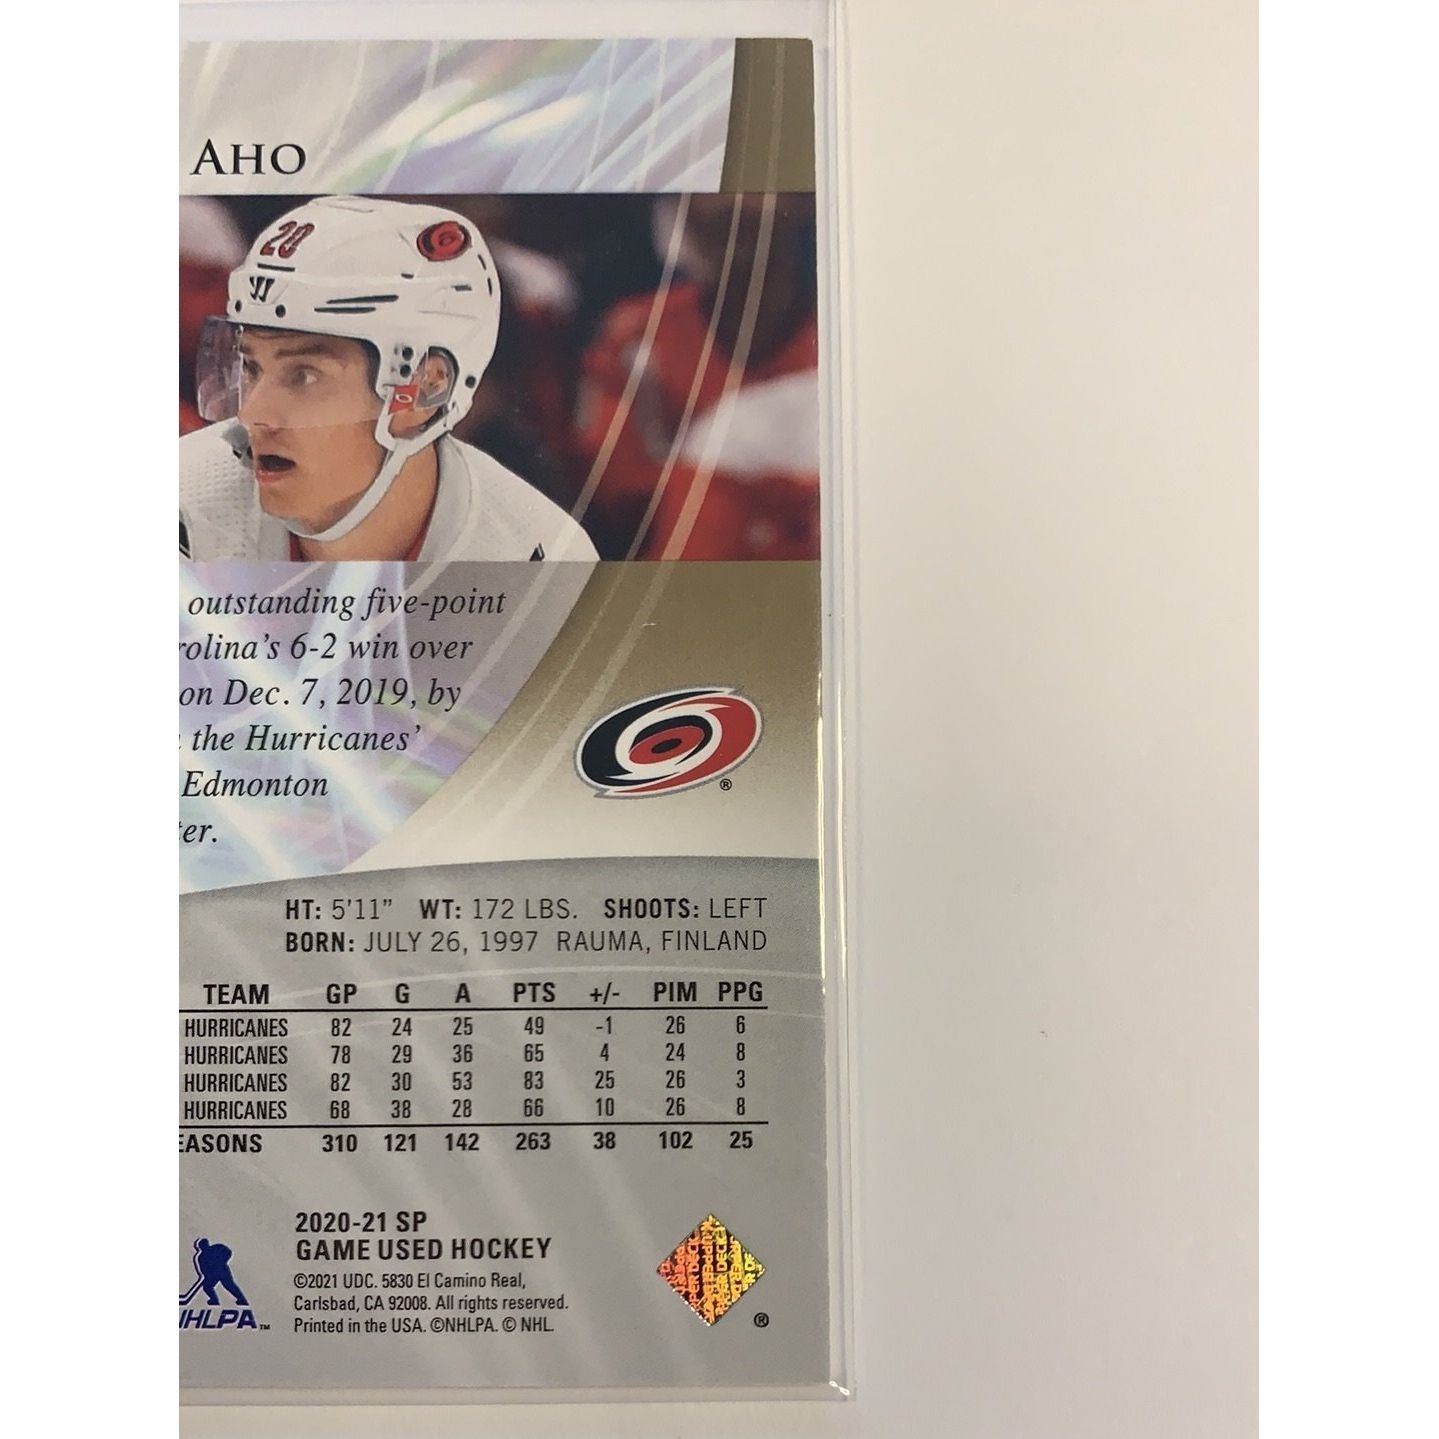 AHO
20
outstanding five-point
rolina's 6-2 win over
on Dec. 7, 2019, by
the Hurricanes'
Edmonton
ter.
HT: 5'11" WT: 172 LBS. SHOOTS: LEFT
BORN: JULY 26, 1997 RAUMA, FINLAND
TEAM GP G A PTS +/- PIM PPG
HURRICANES 82 24 25 49 -1 26 6
HURRICANES 78 29 36 65 4 24 8
HURRICANES 82 30 53 83 25 26 3
HURRICANES 68 38 28 66 10 26 8
EASONS 310 121 142 263 38 102 25
2020-21 SP
GAME USED HOCKEY
©2021 UDC. 5830 El Camino Real,
Carlsbad, CA 92008. All rights reserved.
Printed in the USA. ©NHLPA. © NHL.
NHLPA™
®
®